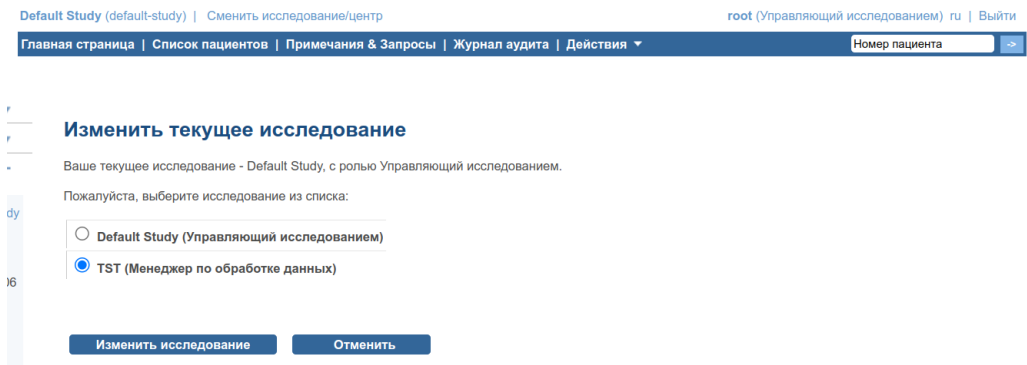 Default Study (default-study) | Сменить исследование/центр root (Управляющий исследованием) ru | Выйти
Главная страница | Список пациентов | Примечания & Запросы | Журнал аудита | Действия ▼ Номер пациента ->
Изменить текущее исследование
Ваше текущее исследование - Default Study, с ролью Управляющий исследованием.
Пожалуйста, выберите исследование из списка:
dy
Default Study (Управляющий исследованием)
TST (Менеджер по обработке данных)
06
Изменить исследование Отменить